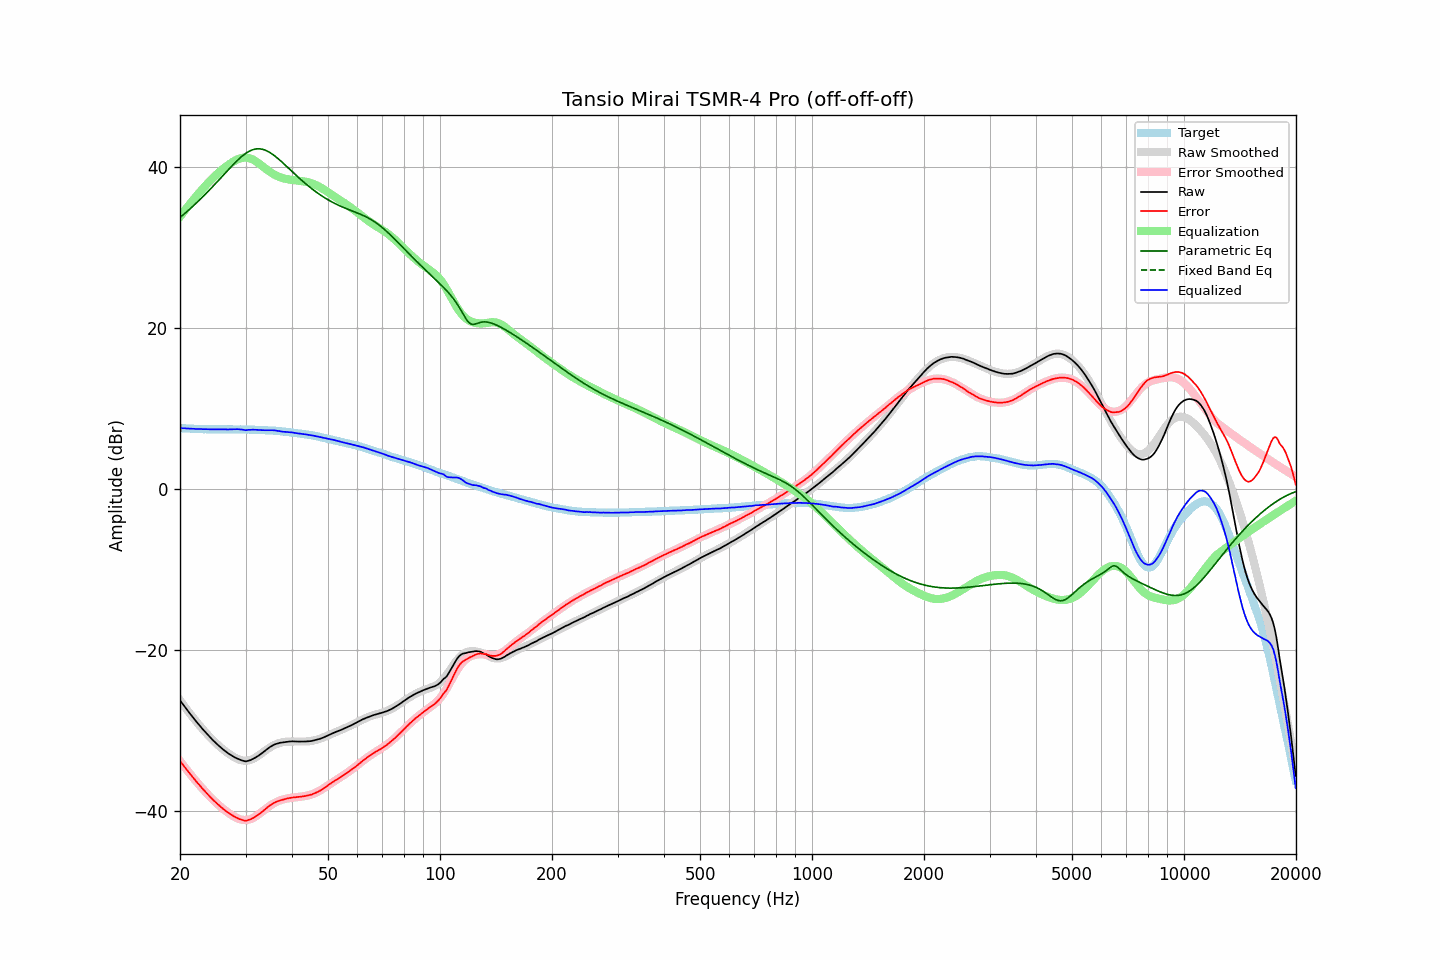 Tansio Mirai TSMR-4 Pro (off-off-off)
Target
Raw Smoothed
Error Smoothed
Raw
Error
Equalization
Parametric Eq
Fixed Band Eq
Equalized
Amplitude (dBr)
40
20
0
−20
−40
20
50
100
200
500
1000
2000
5000
10000
20000
Frequency (Hz)